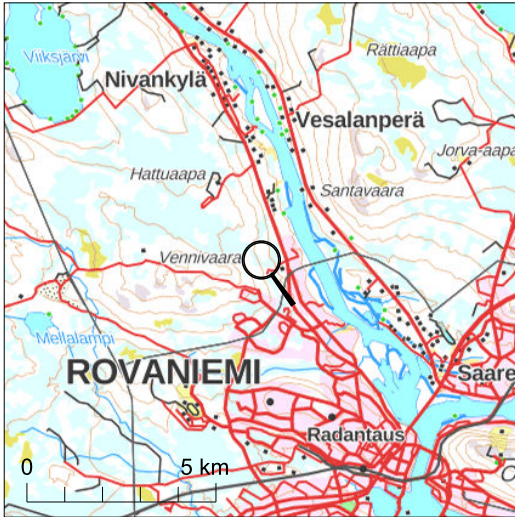 Rättiaapa
Viiksjärvi
Nivankylä
Vesalanperä
Jorva-aapa
Hattuaapa
Santavaara
Vennivaara
Mellalampi
ROVANIEMI
Saare
Radantaus
0 5 km
O